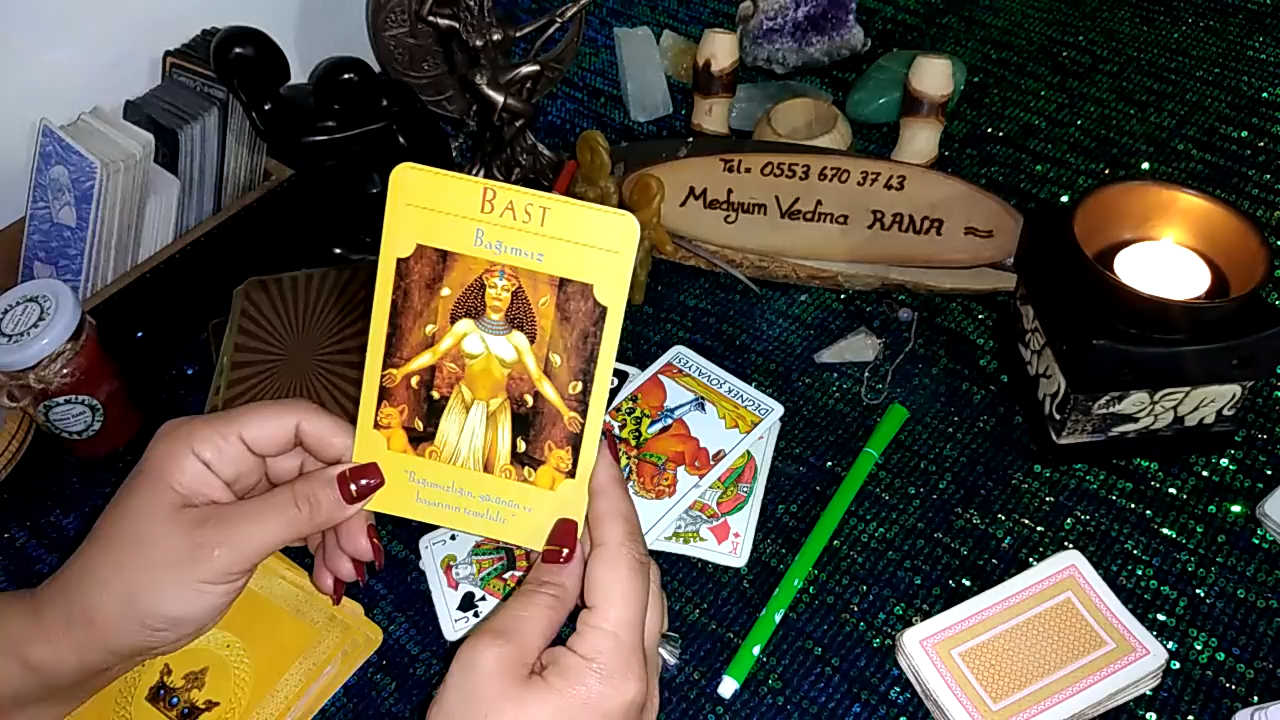 BAST
Bağımsız
"Bağımsızlığın, gücünün ve
başarının temelidir."
Tel= 0553 670 37 43
Medyum Vedma RANA
DEĞNEK ŞÖVALYESİ
K
J
J